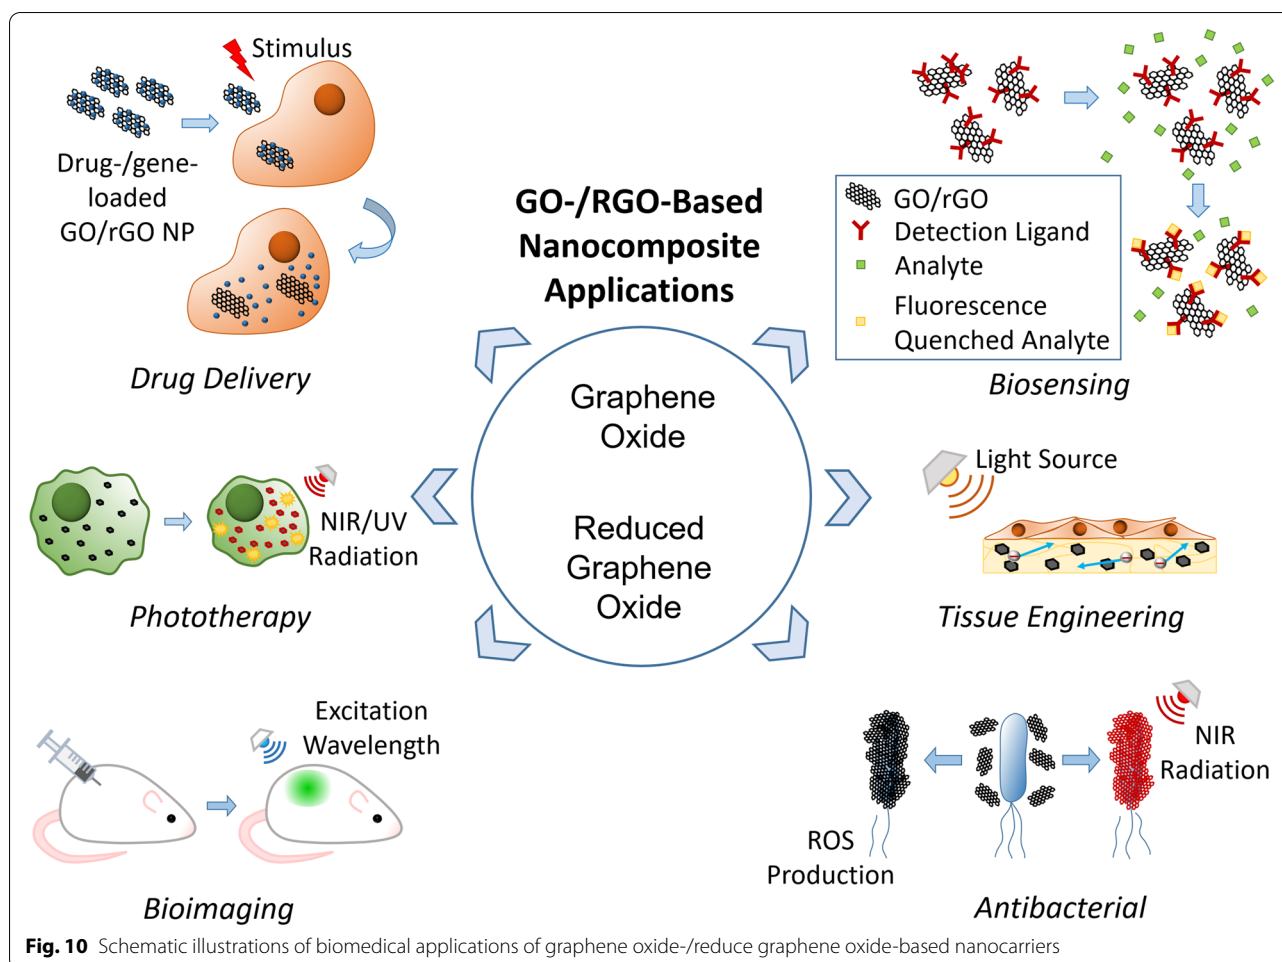 Stimulus
Drug-/gene-
loaded
GO/rGO NP
Drug Delivery
GO-/RGO-Based
Nanocomposite
Applications
GO/rGO
Detection Ligand
Analyte
Fluorescence
Quenched Analyte
Biosensing
Graphene
Oxide
Reduced
Graphene
Oxide
NIR/UV
Radiation
Phototherapy
Light Source
Tissue Engineering
Excitation
Wavelength
Bioimaging
NIR
Radiation
ROS
Production
Antibacterial
Fig. 10 Schematic illustrations of biomedical applications of graphene oxide-/reduce graphene oxide-based nanocarriers